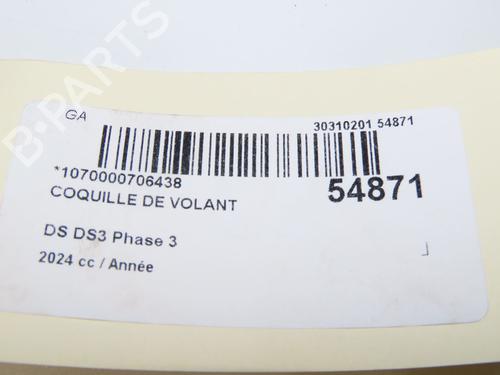 B-PARTS
GA
30310201 54871
*1070000706438
54871
COQUILLE DE VOLANT
DS DS3 Phase 3
2024 cc / Année